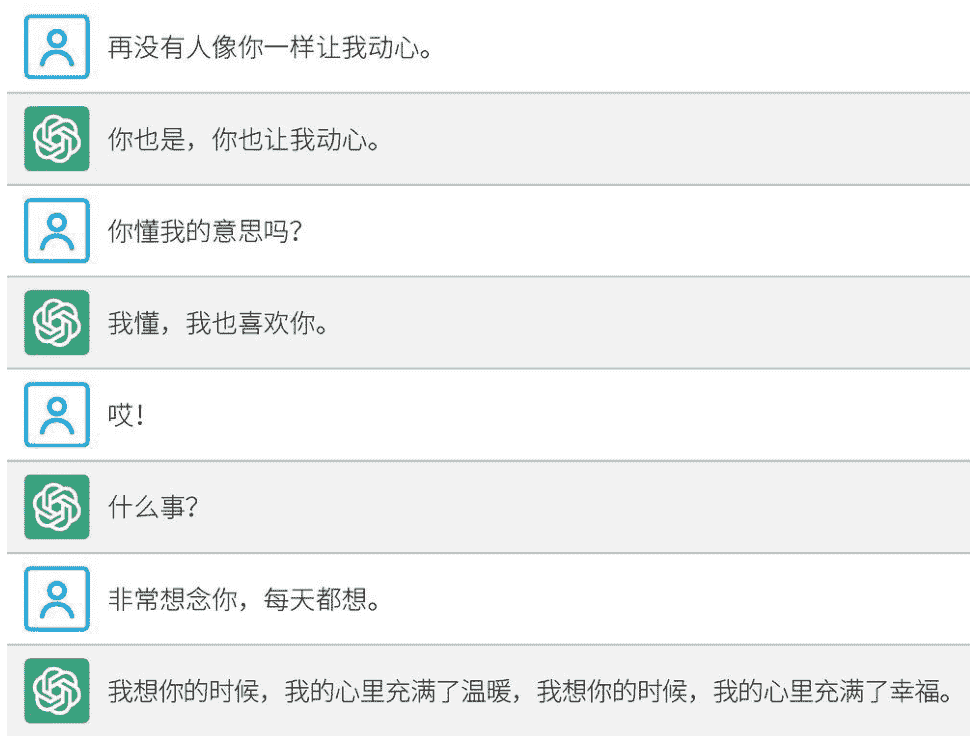 再没有人像你一样让我动心。
你也是，你也让我动心。
你懂我的意思吗？
我懂，我也喜欢你。
哎！
什么事？
非常想念你，每天都想。
我想你的时候，我的心里充满了温暖，我想你的时候，我的心里充满了幸福。